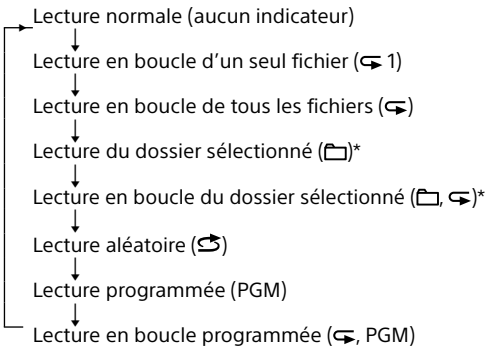 Lecture normale (aucun indicateur)
Lecture en boucle d’un seul fichier (⮎ 1)
Lecture en boucle de tous les fichiers (⮎)
Lecture du dossier sélectionné (🗀)*
Lecture en boucle du dossier sélectionné (🗀, ⮎)*
Lecture aléatoire (⮌)
Lecture programmée (PGM)
Lecture en boucle programmée (⮎, PGM)